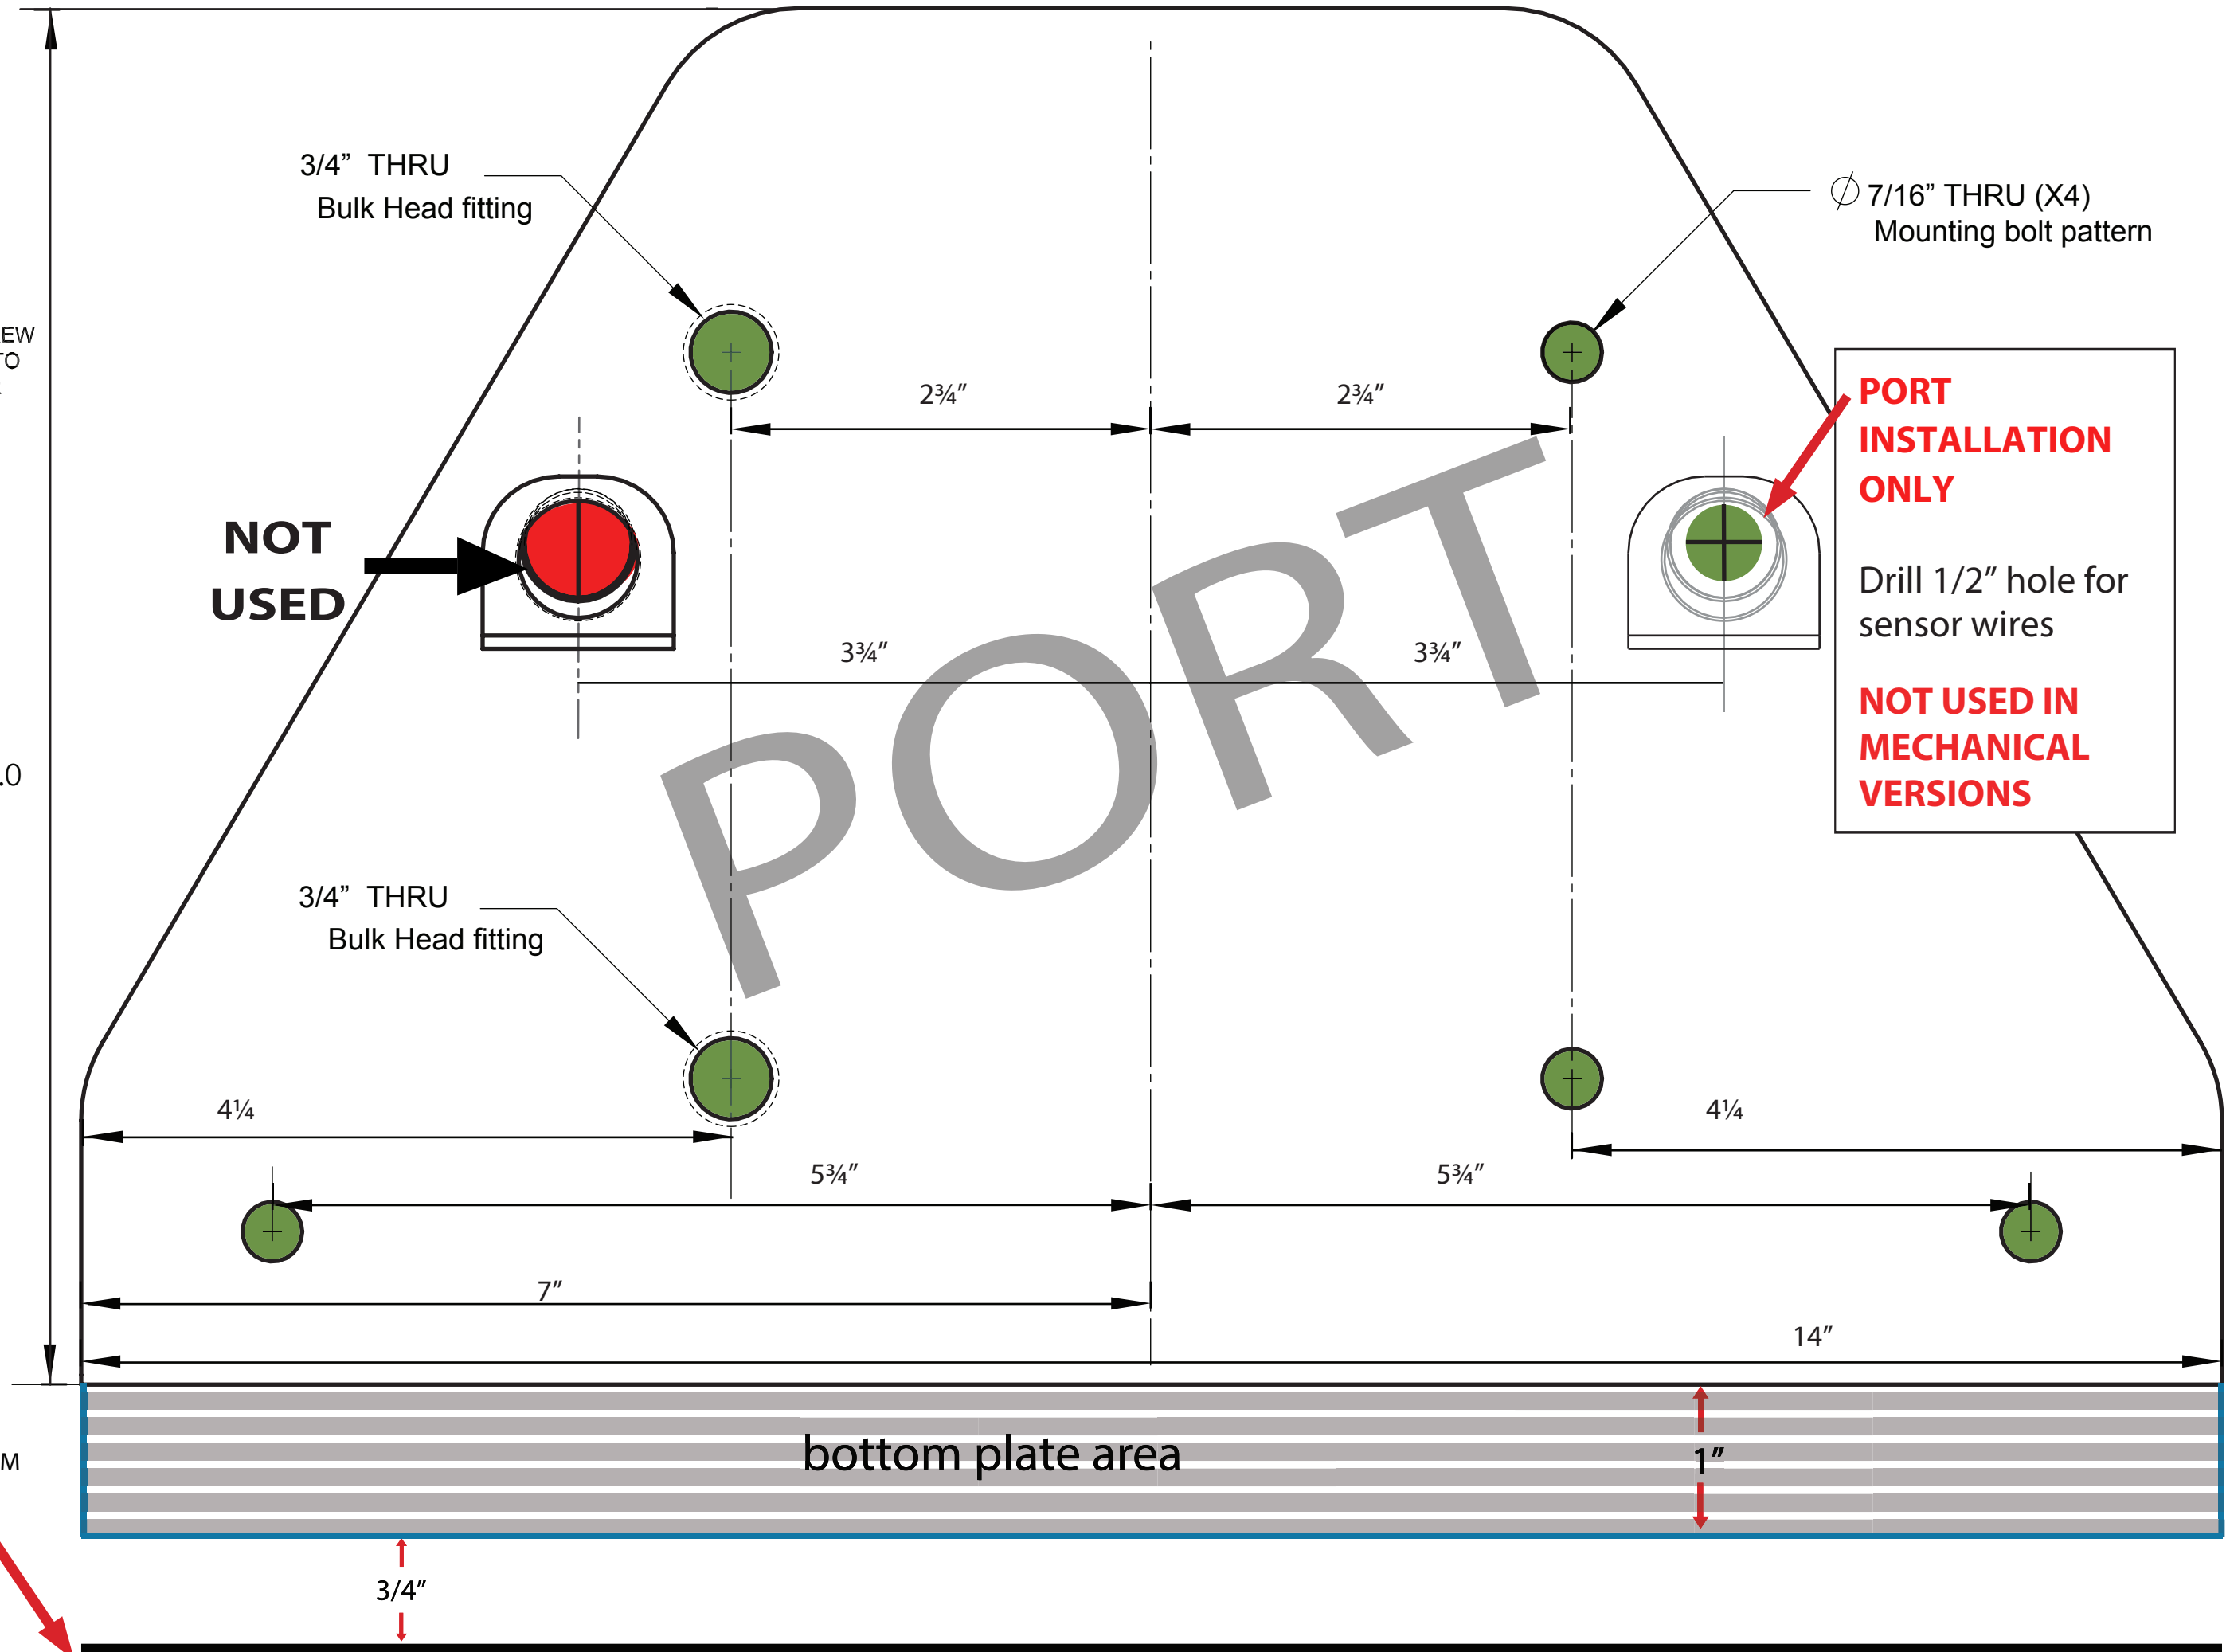 3/4” THRU
Bulk Head fitting
7/16” THRU (X4)
Mounting bolt pattern
EW
TO
2¾″
2¾″
PORT
INSTALLATION
ONLY
Drill 1/2” hole for
sensor wires
NOT USED IN
MECHANICAL
VERSIONS
NOT
USED
3¾″
3¾″
PORT
.0
3/4” THRU
Bulk Head fitting
4¼
4¼
5¾″
5¾″
7″
14″
bottom plate area
1″
M
3/4″